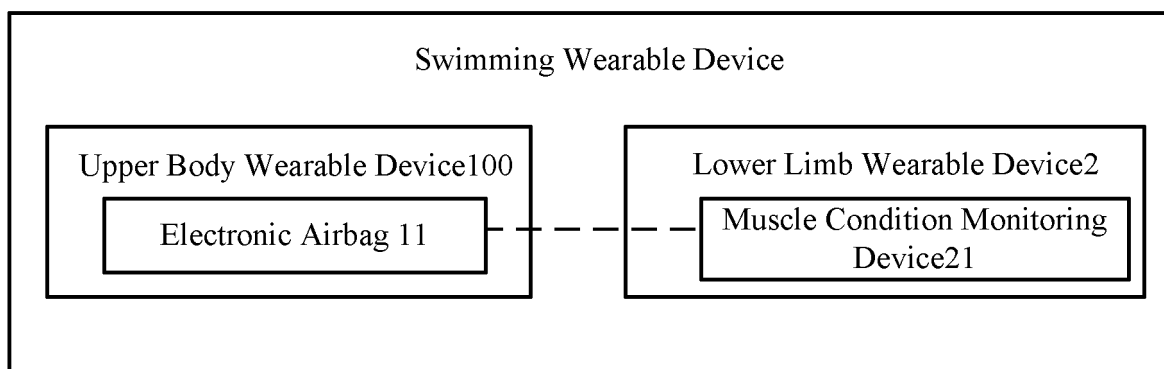 Swimming Wearable Device
Upper Body Wearable Device100
Electronic Airbag 11
Lower Limb Wearable Device2
Muscle Condition Monitoring
Device21